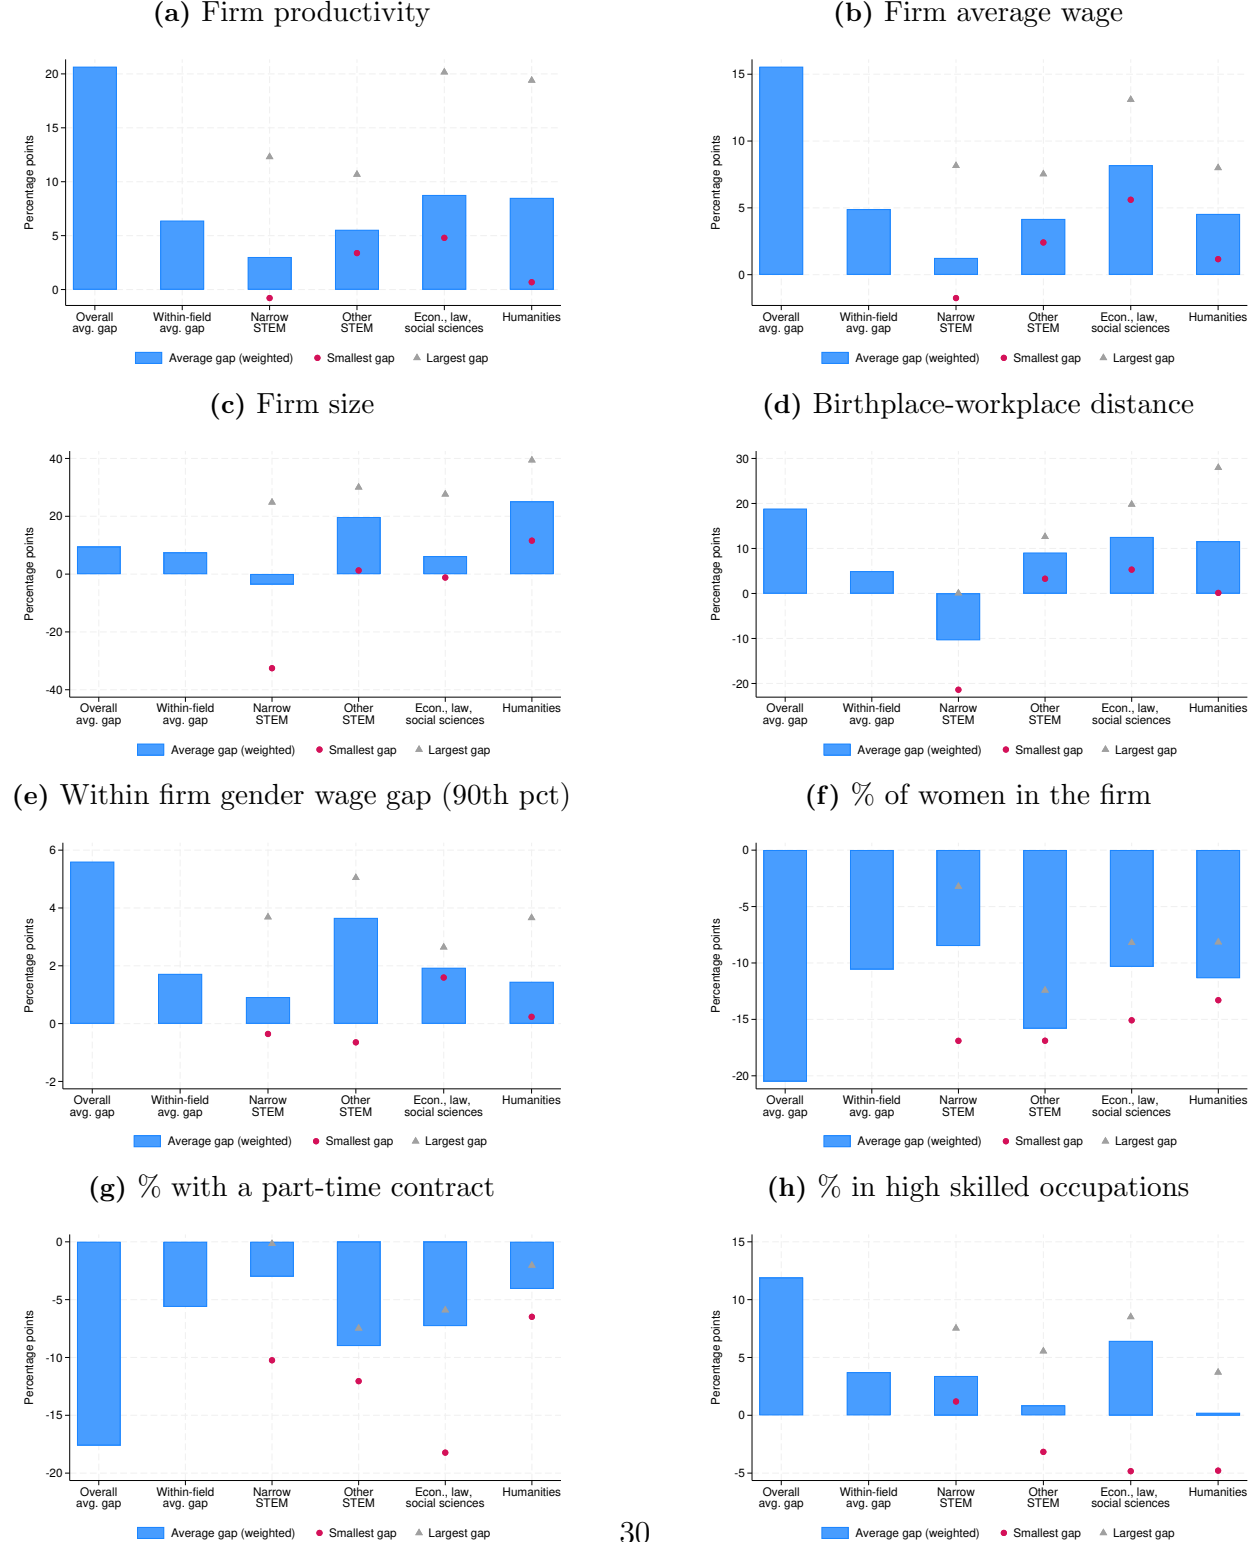 (a) Firm productivity
Percentage points
20
15
10
5
0
Overall avg. gap
Within-field avg. gap
Narrow STEM
Other STEM
Econ., law, social sciences
Humanities
Average gap (weighted) Smallest gap Largest gap
(b) Firm average wage
Percentage points
15
10
5
0
Overall avg. gap
Within-field avg. gap
Narrow STEM
Other STEM
Econ., law, social sciences
Humanities
Average gap (weighted) Smallest gap Largest gap
(c) Firm size
Percentage points
40
20
0
-20
-40
Overall avg. gap
Within-field avg. gap
Narrow STEM
Other STEM
Econ., law, social sciences
Humanities
Average gap (weighted) Smallest gap Largest gap
(d) Birthplace-workplace distance
Percentage points
30
20
10
0
-10
-20
Overall avg. gap
Within-field avg. gap
Narrow STEM
Other STEM
Econ., law, social sciences
Humanities
Average gap (weighted) Smallest gap Largest gap
(e) Within firm gender wage gap (90th pct)
Percentage points
6
4
2
0
-2
Overall avg. gap
Within-field avg. gap
Narrow STEM
Other STEM
Econ., law, social sciences
Humanities
Average gap (weighted) Smallest gap Largest gap
(f) % of women in the firm
Percentage points
0
-5
-10
-15
-20
Overall avg. gap
Within-field avg. gap
Narrow STEM
Other STEM
Econ., law, social sciences
Humanities
Average gap (weighted) Smallest gap Largest gap
(g) % with a part-time contract
Percentage points
0
-5
-10
-15
-20
Overall avg. gap
Within-field avg. gap
Narrow STEM
Other STEM
Econ., law, social sciences
Humanities
Average gap (weighted) Smallest gap Largest gap
(h) % in high skilled occupations
Percentage points
15
10
5
0
-5
Overall avg. gap
Within-field avg. gap
Narrow STEM
Other STEM
Econ., law, social sciences
Humanities
Average gap (weighted) Smallest gap Largest gap
30